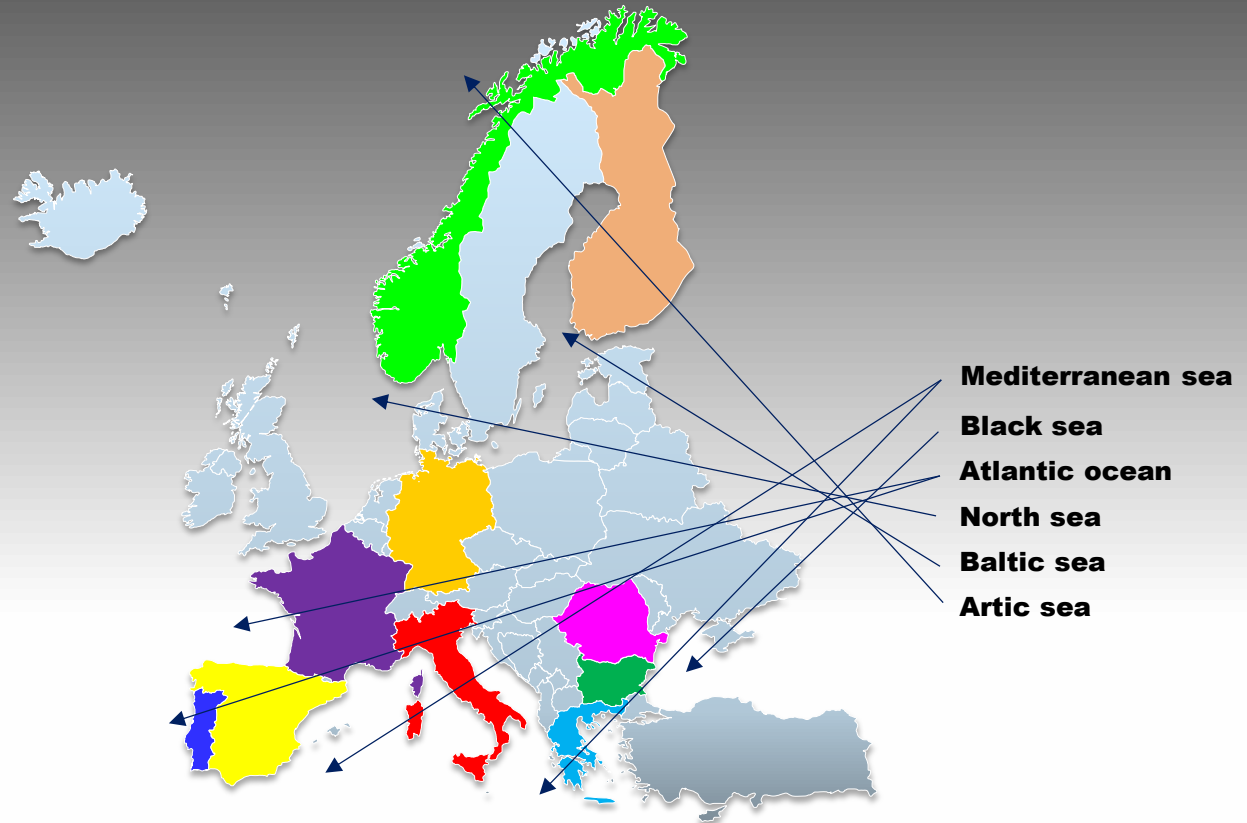 Mediterranean sea
Black sea
Atlantic ocean
North sea
Baltic sea
Artic sea